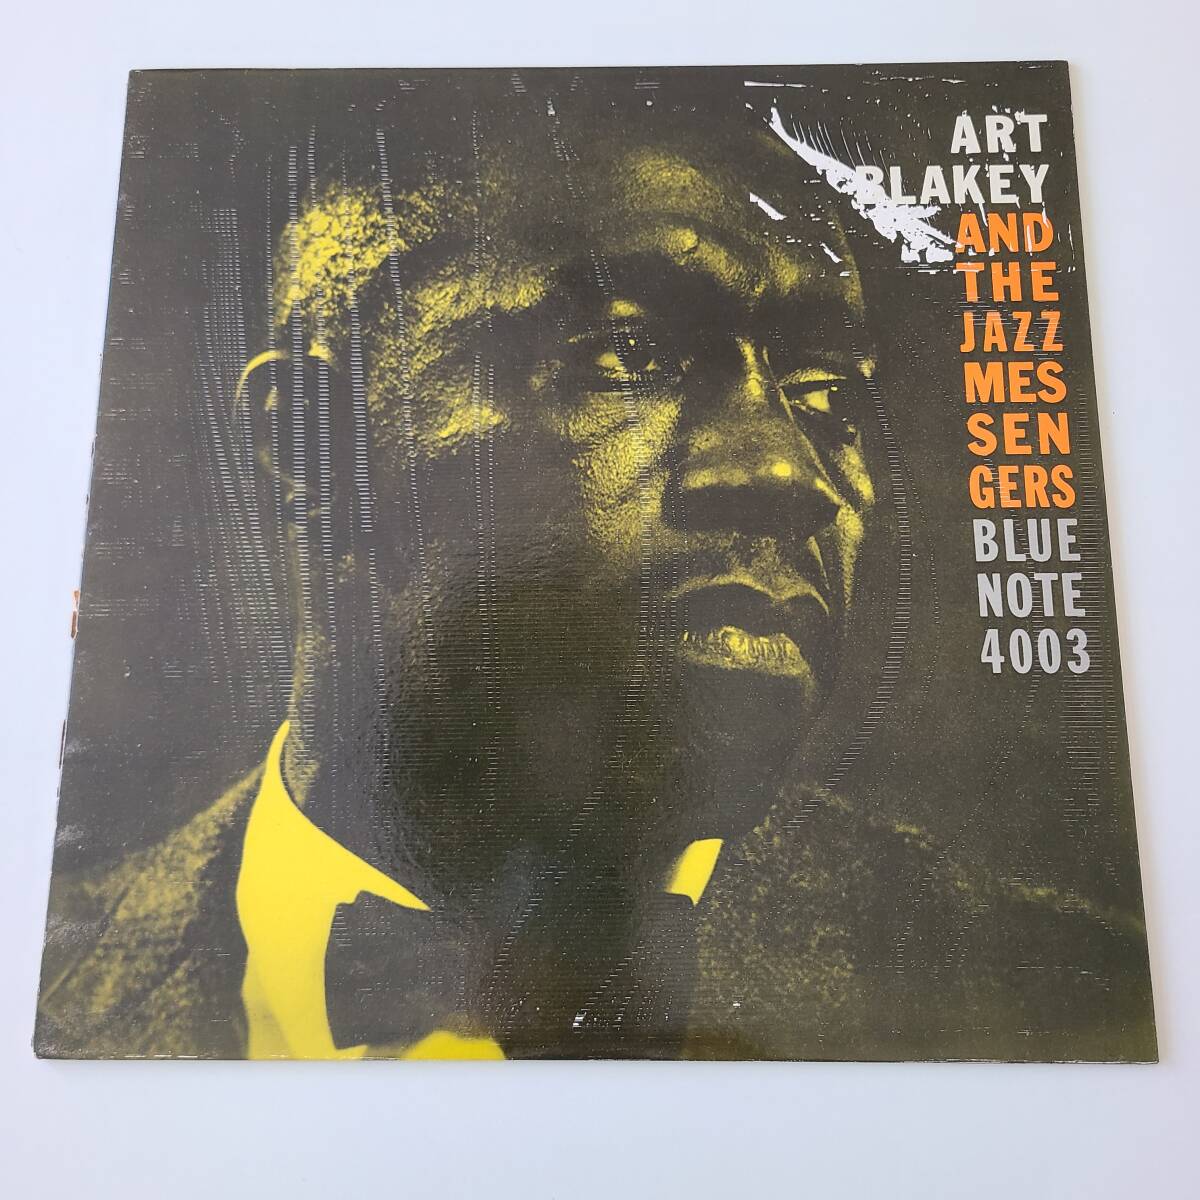 ART
BLAKEY
AND
THE
JAZZ
MES
SEN
GERS
BLUE
NOTE
4003